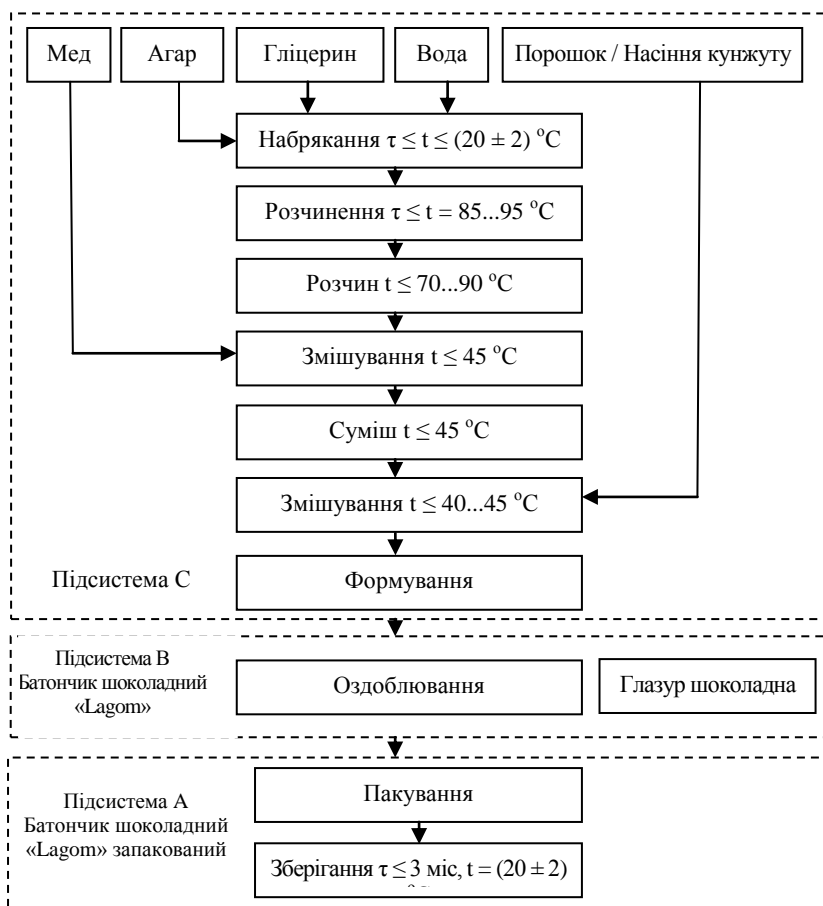 Мед
Агар
Гліцерин
Вода
Порошок / Насіння кунжуту
Набрякання τ ≤ t ≤ (20 ± 2) °С
Розчинення τ ≤ t = 85...95 °С
Розчин t ≤ 70...90 °С
Змішування t ≤ 45 °С
Суміш t ≤ 45 °С
Змішування t ≤ 40...45 °С
Підсистема С
Формування
Підсистема В
Батончик шоколадний
«Lagom»
Оздоблювання
Глазур шоколадна
Підсистема А
Батончик шоколадний
«Lagom» запакований
Пакування
Зберігання τ ≤ 3 міс, t = (20 ± 2)